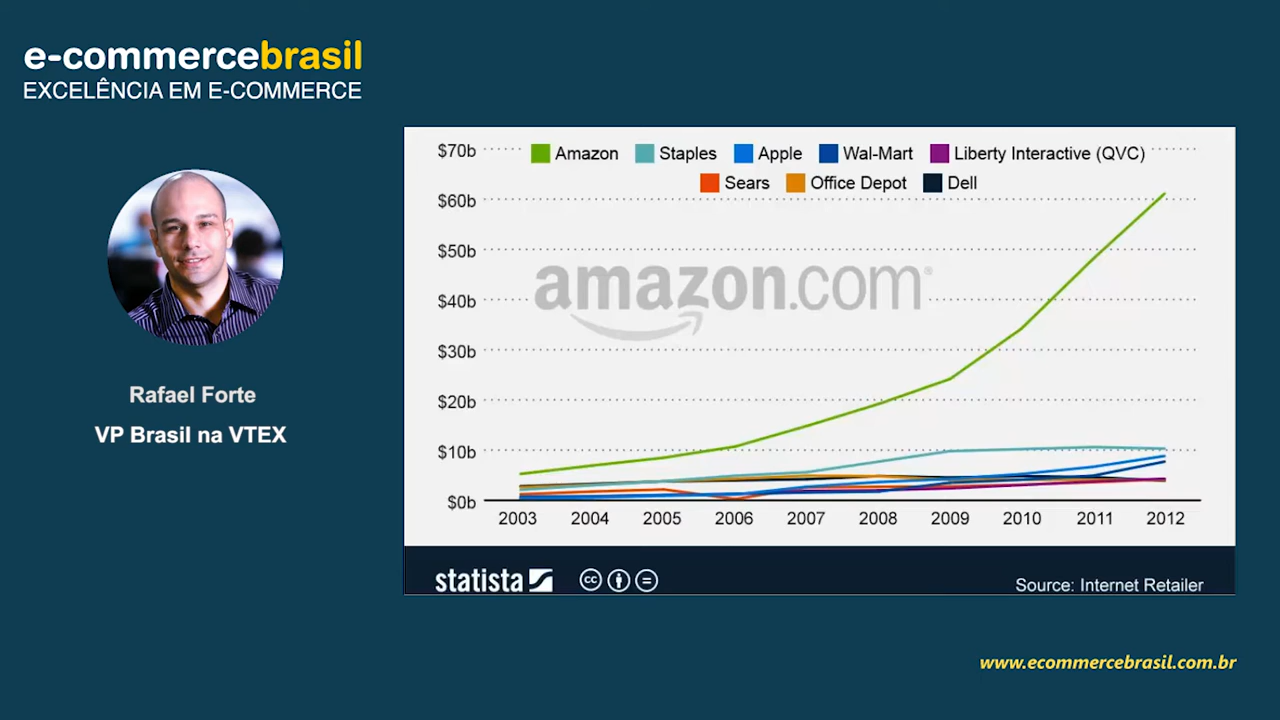 e-commercebrasil
EXCELÊNCIA EM E-COMMERCE
Rafael Forte
VP Brasil na VTEX
Amazon Staples Apple Wal-Mart Liberty Interactive (QVC)
Sears Office Depot Dell
$70b
$60b
$50b
$40b
$30b
$20b
$10b
$0b
amazon.com®
2003 2004 2005 2006 2007 2008 2009 2010 2011 2012
statista
cc
Source: Internet Retailer
www.ecommercebrasil.com.br